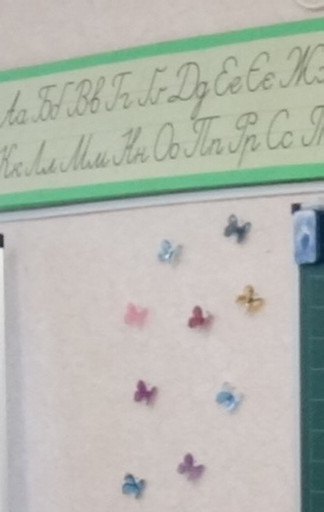 Аа Бб Вв Гг Ґґ Дд Ее Єє Ж
Кк Лл Мм Нн Оо Пп Рр Сс Т